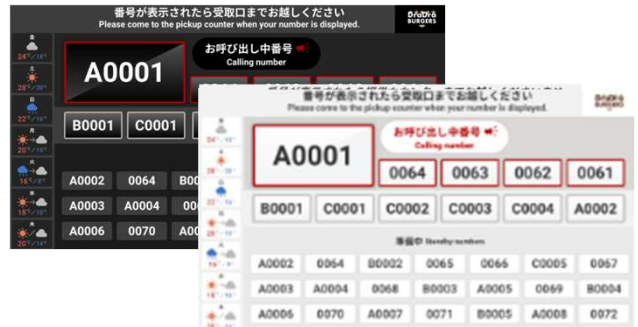 番号が表示されたら受取口までお越しください
Please come to the pickup counter when your number is displayed.
BURGERS
お呼び出し中番号
Calling number
A0001
B0001 C0001
A0002 0064
A0003 A0004
A0006 0070
番号が表示されたら受取口までお越しください
Please come to the pickup counter when your number is displayed.
お呼び出し中番号
Calling number
A0001
0064 0063 0062 0061
B0001 C0001 C0002 C0003 C0004 A0002
準備中 Standby numbers
A0002 0064 B0002 0065 0066 C0005 0067
A0003 A0004 0068 B0003 A0005 0069 B0004
A0006 0070 A0007 0071 B0005 A0008 0072